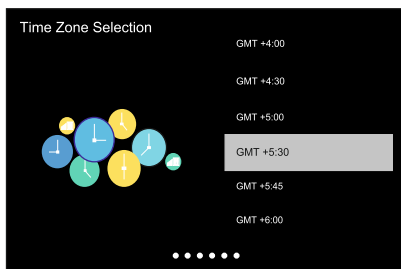 Time Zone Selection
GMT +4:00
GMT +4:30
GMT +5:00
GMT +5:30
GMT +5:45
GMT +6:00